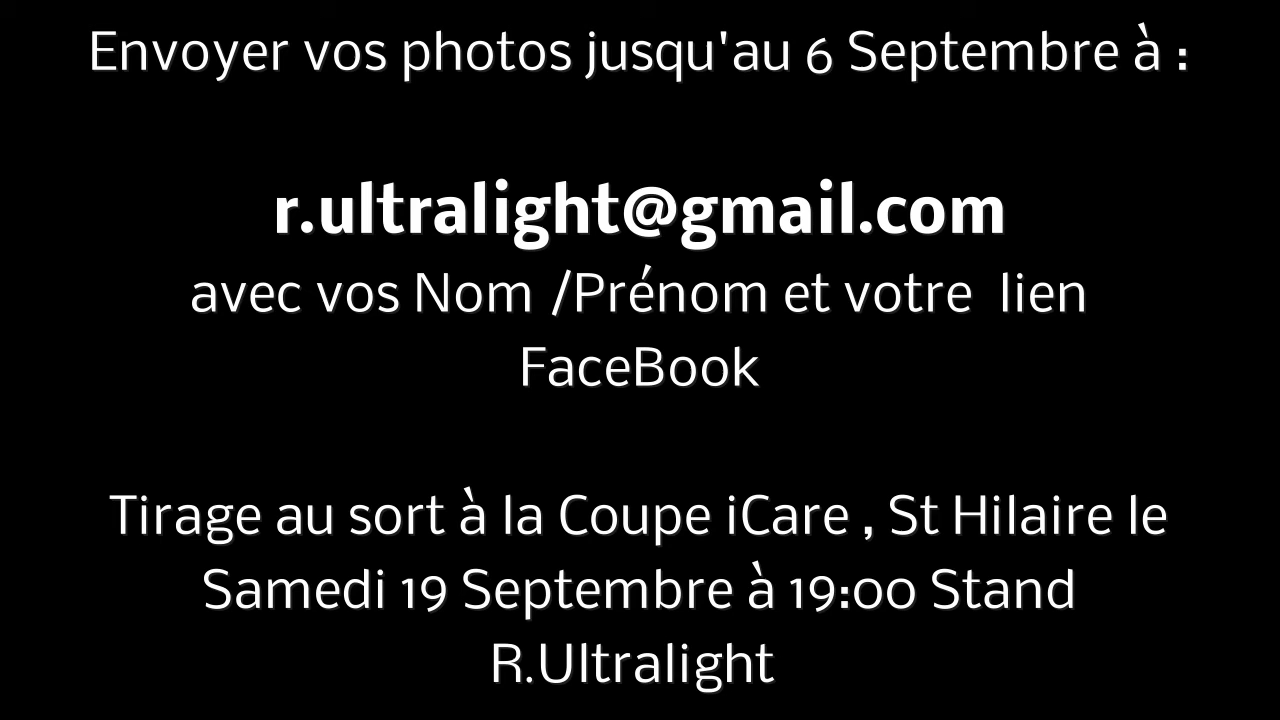 Envoyer vos photos jusqu'au 6 Septembre à :
r.ultralight@gmail.com
avec vos Nom /Prénom et votre  lien
FaceBook
Tirage au sort à la Coupe iCare , St Hilaire le
Samedi 19 Septembre à 19:00 Stand
R.Ultralight